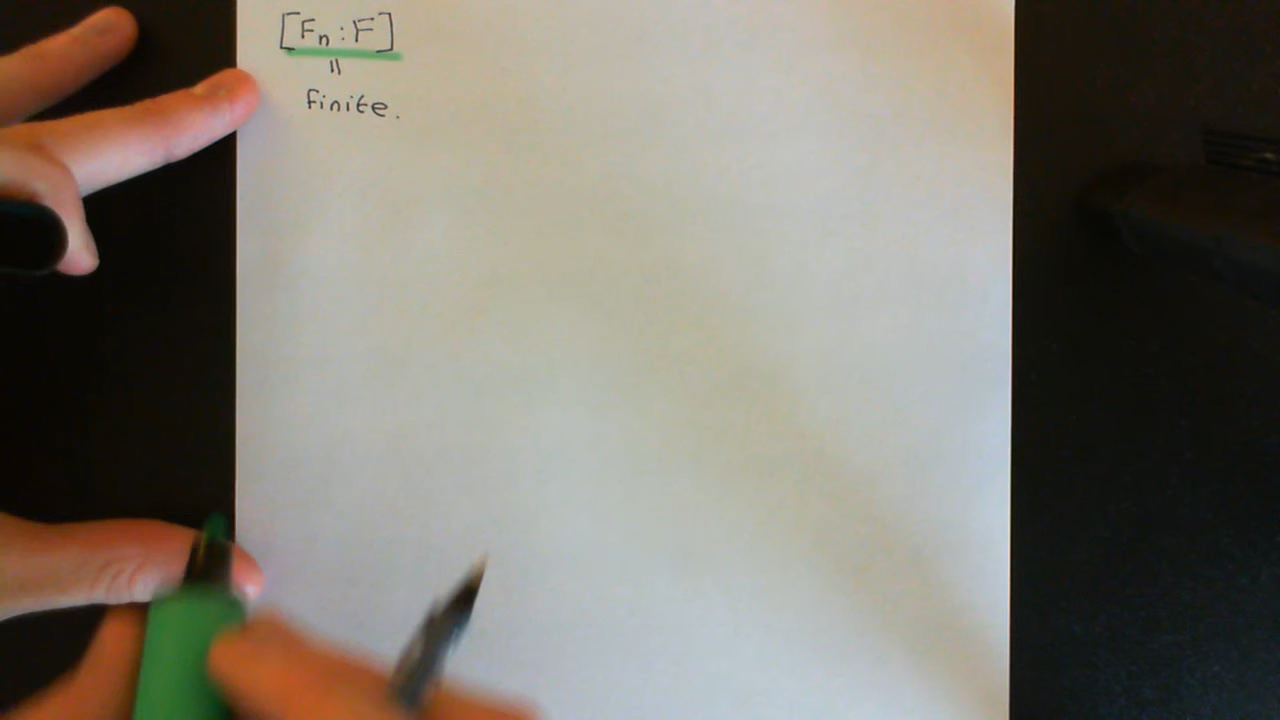 [Fn : F]
=
finite.